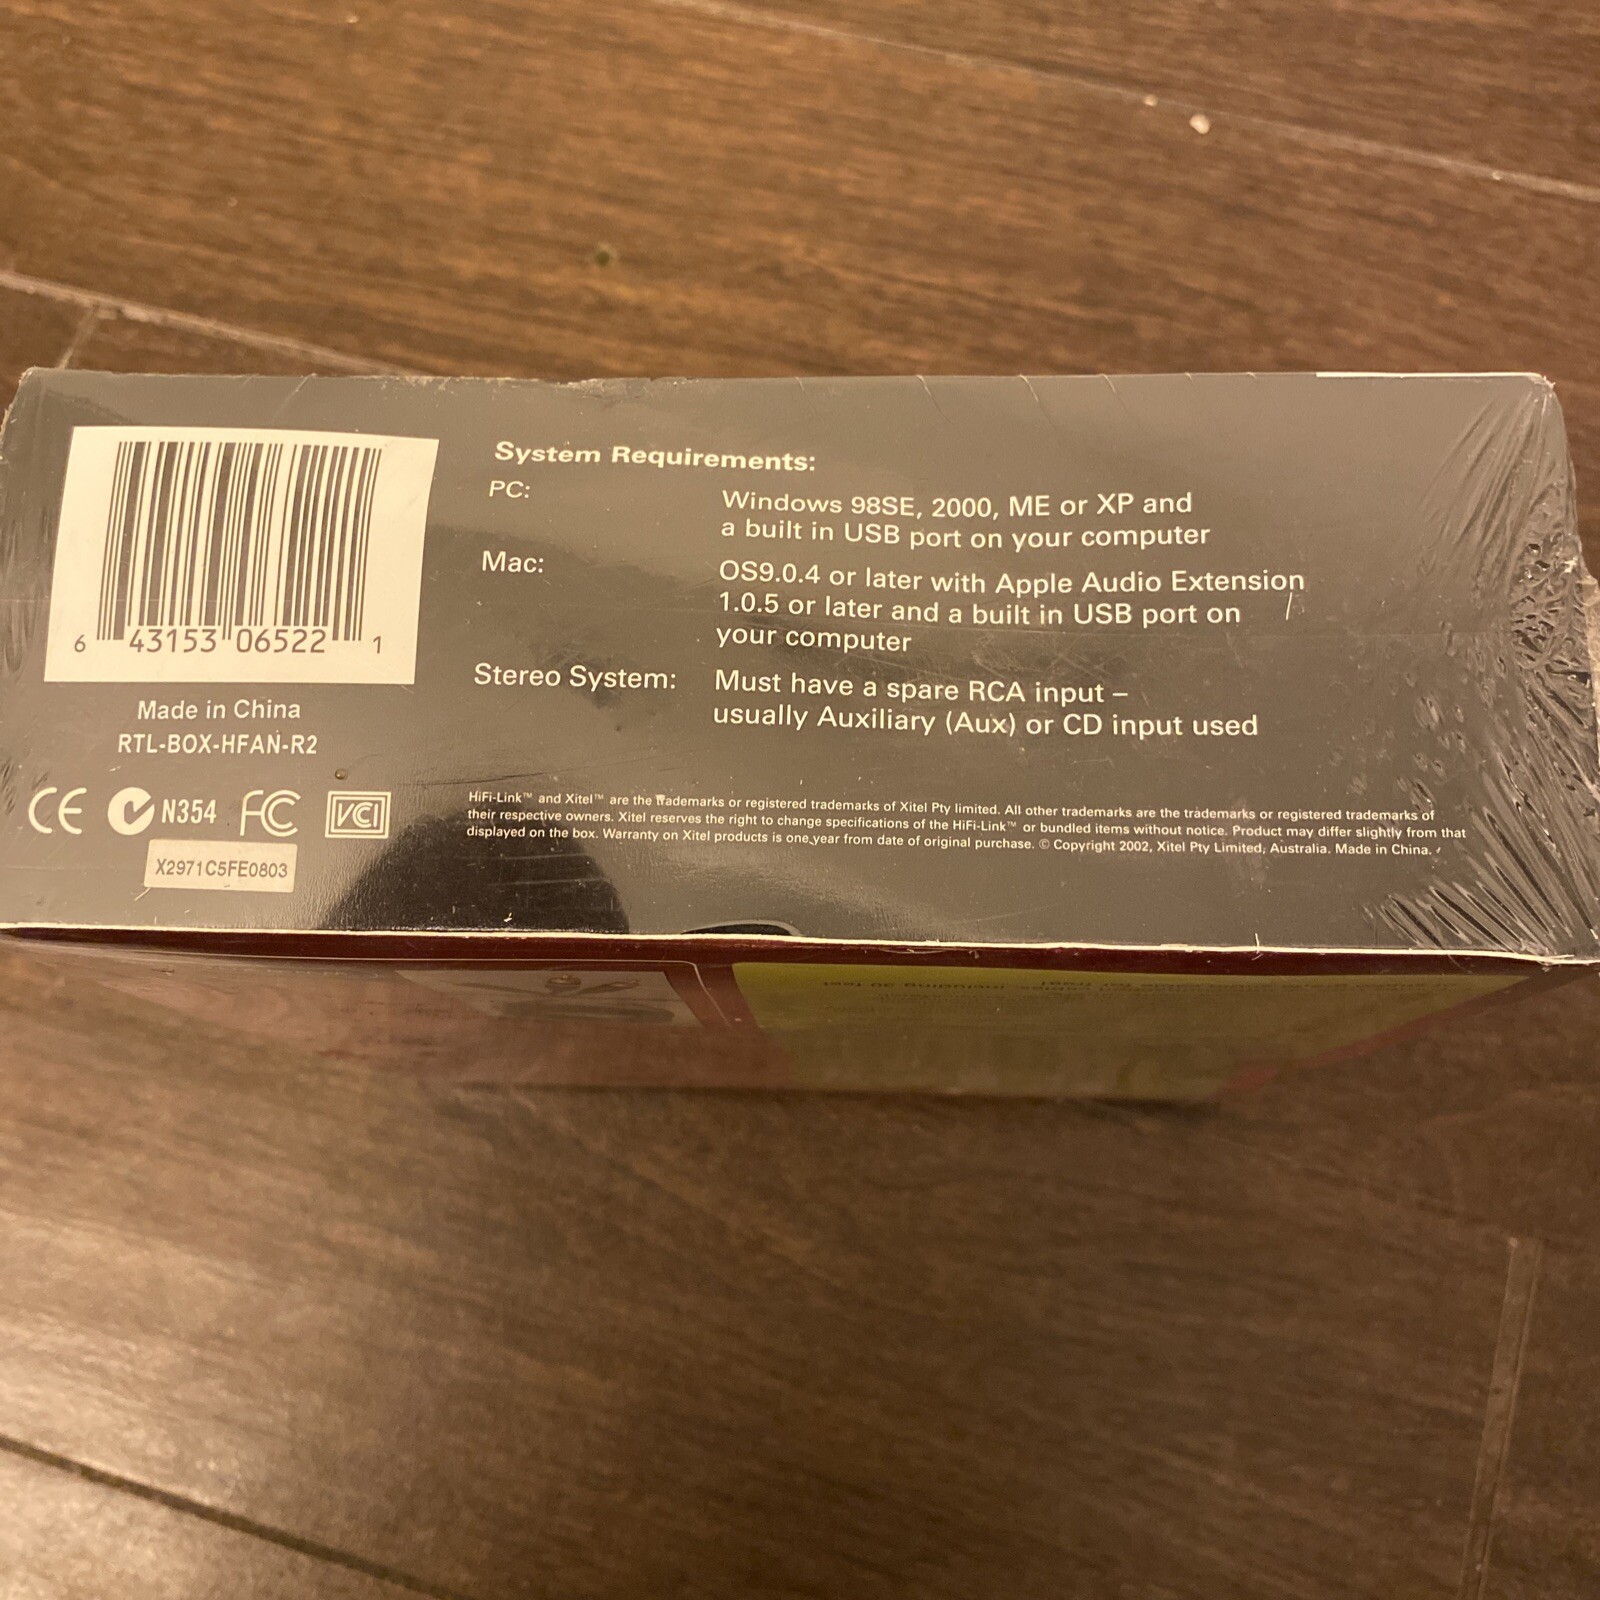 6 43153 06522 1
Made in China
RTL-BOX-HFAN-R2
CE N354 FC VCI
X2971C5FE0803
System Requirements:
PC: Windows 98SE, 2000, ME or XP and
a built in USB port on your computer
Mac: OS9.0.4 or later with Apple Audio Extension
1.0.5 or later and a built in USB port on
your computer
Stereo System: Must have a spare RCA input –
usually Auxiliary (Aux) or CD input used
HiFi-Link™ and Xitel™ are the trademarks or registered trademarks of Xitel Pty limited. All other trademarks are the trademarks or registered trademarks of
their respective owners. Xitel reserves the right to change specifications of the HiFi-Link™ or bundled items without notice. Product may differ slightly from that
displayed on the box. Warranty on Xitel products is one year from date of original purchase. © Copyright 2002, Xitel Pty Limited, Australia. Made in China.
including 30 feet